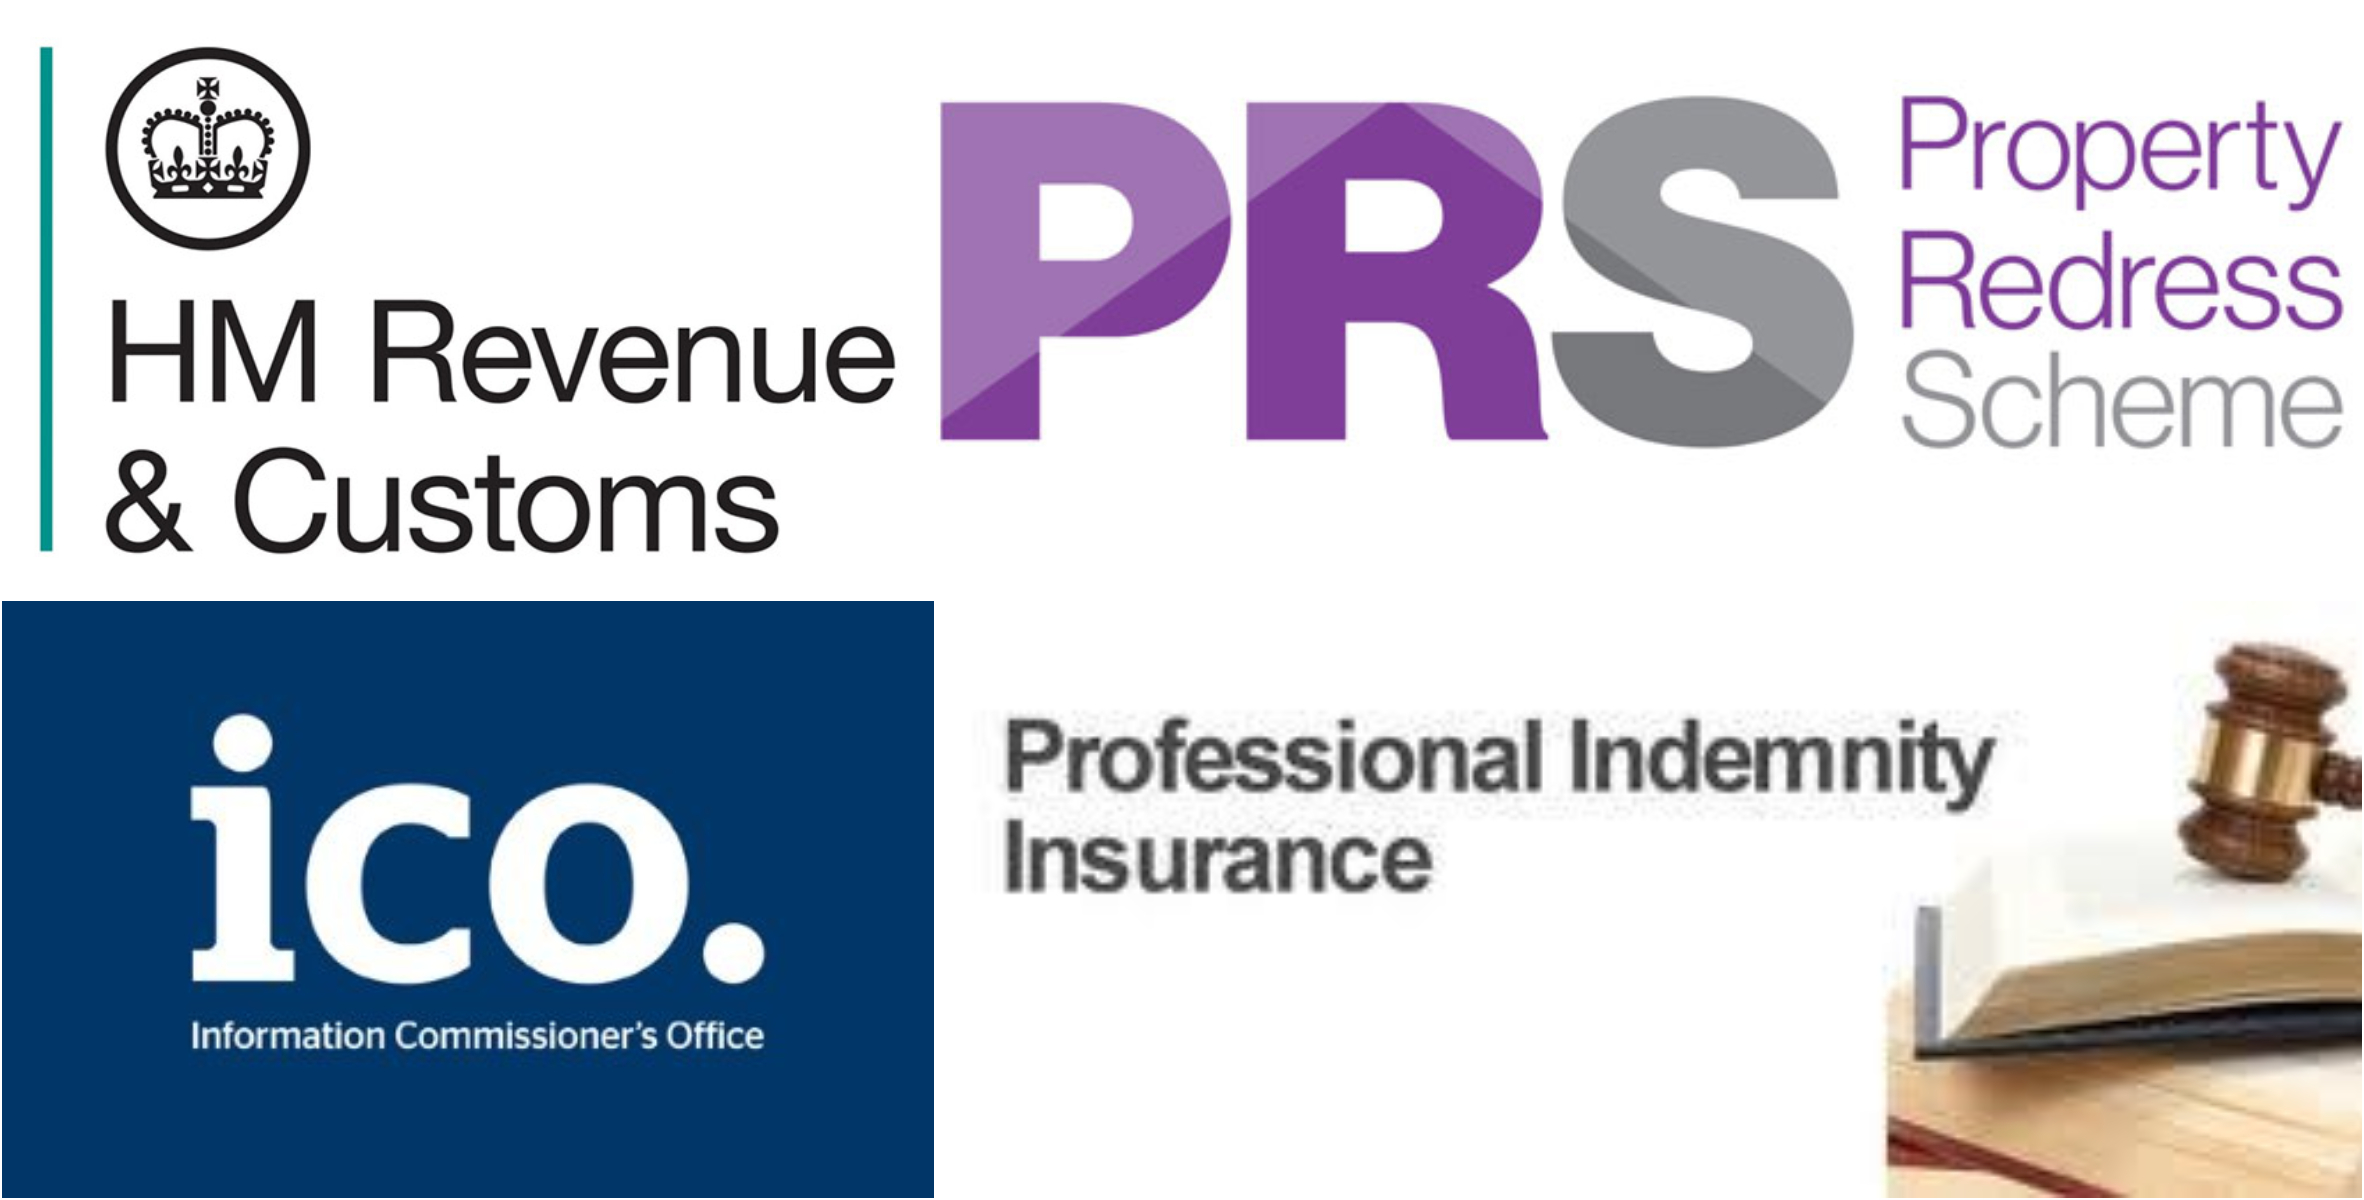 HM Revenue
& Customs
PRS
Property
Redress
Scheme
ico.
Information Commissioner's Office
Professional Indemnity
Insurance